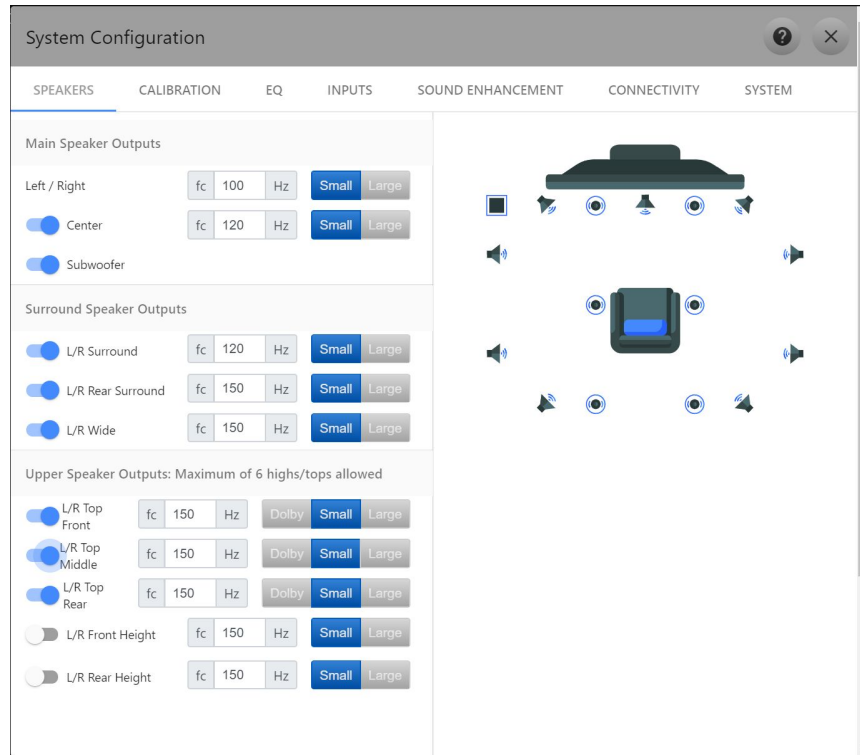 System Configuration
?
SPEAKERS CALIBRATION EQ INPUTS SOUND ENHANCEMENT CONNECTIVITY SYSTEM
Main Speaker Outputs
Left / Right fc 100 Hz Small Large
Center fc 120 Hz Small Large
Subwoofer
Surround Speaker Outputs
L/R Surround fc 120 Hz Small Large
L/R Rear Surround fc 150 Hz Small Large
L/R Wide fc 150 Hz Small Large
Upper Speaker Outputs: Maximum of 6 highs/tops allowed
L/R Top
Front fc 150 Hz Dolby Small Large
L/R Top
Middle fc 150 Hz Dolby Small Large
L/R Top
Rear fc 150 Hz Dolby Small Large
L/R Front Height fc 150 Hz Small Large
L/R Rear Height fc 150 Hz Small Large